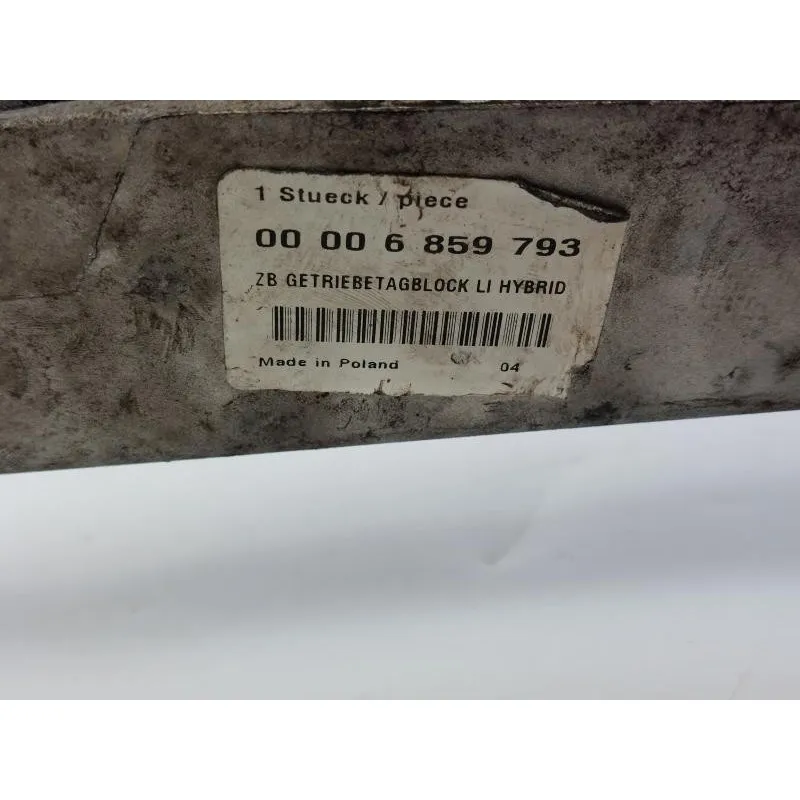 1 Stueck / piece
00 00 6 859 793
ZB GETRIEBETAGBLOCK LI HYBRID
Made in Poland 04